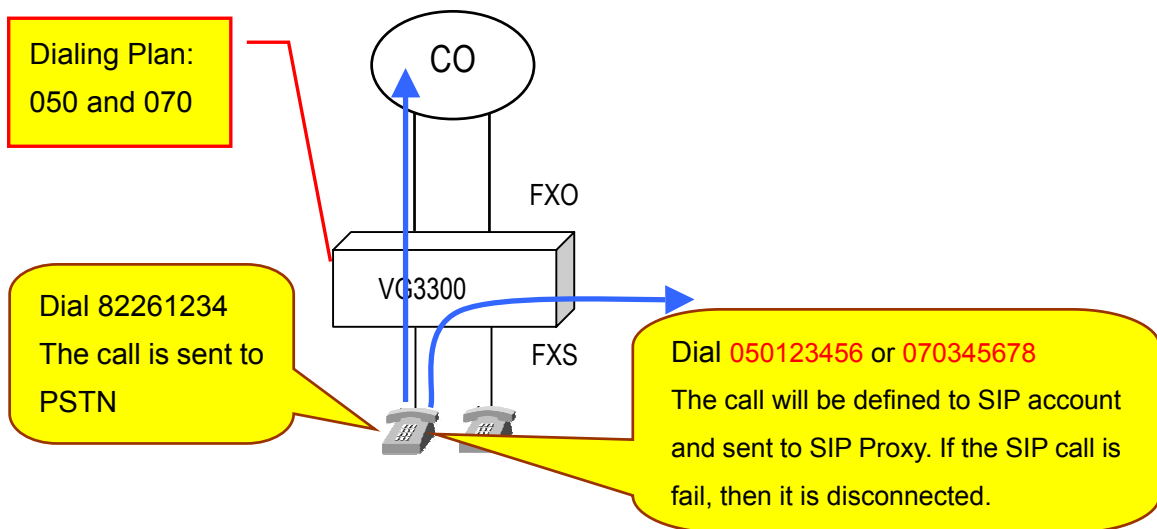 Dialing Plan:
050 and 070
CO
FXO
VG3300
FXS
Dial 82261234
The call is sent to
PSTN
Dial 050123456 or 070345678
The call will be defined to SIP account
and sent to SIP Proxy. If the SIP call is
fail, then it is disconnected.